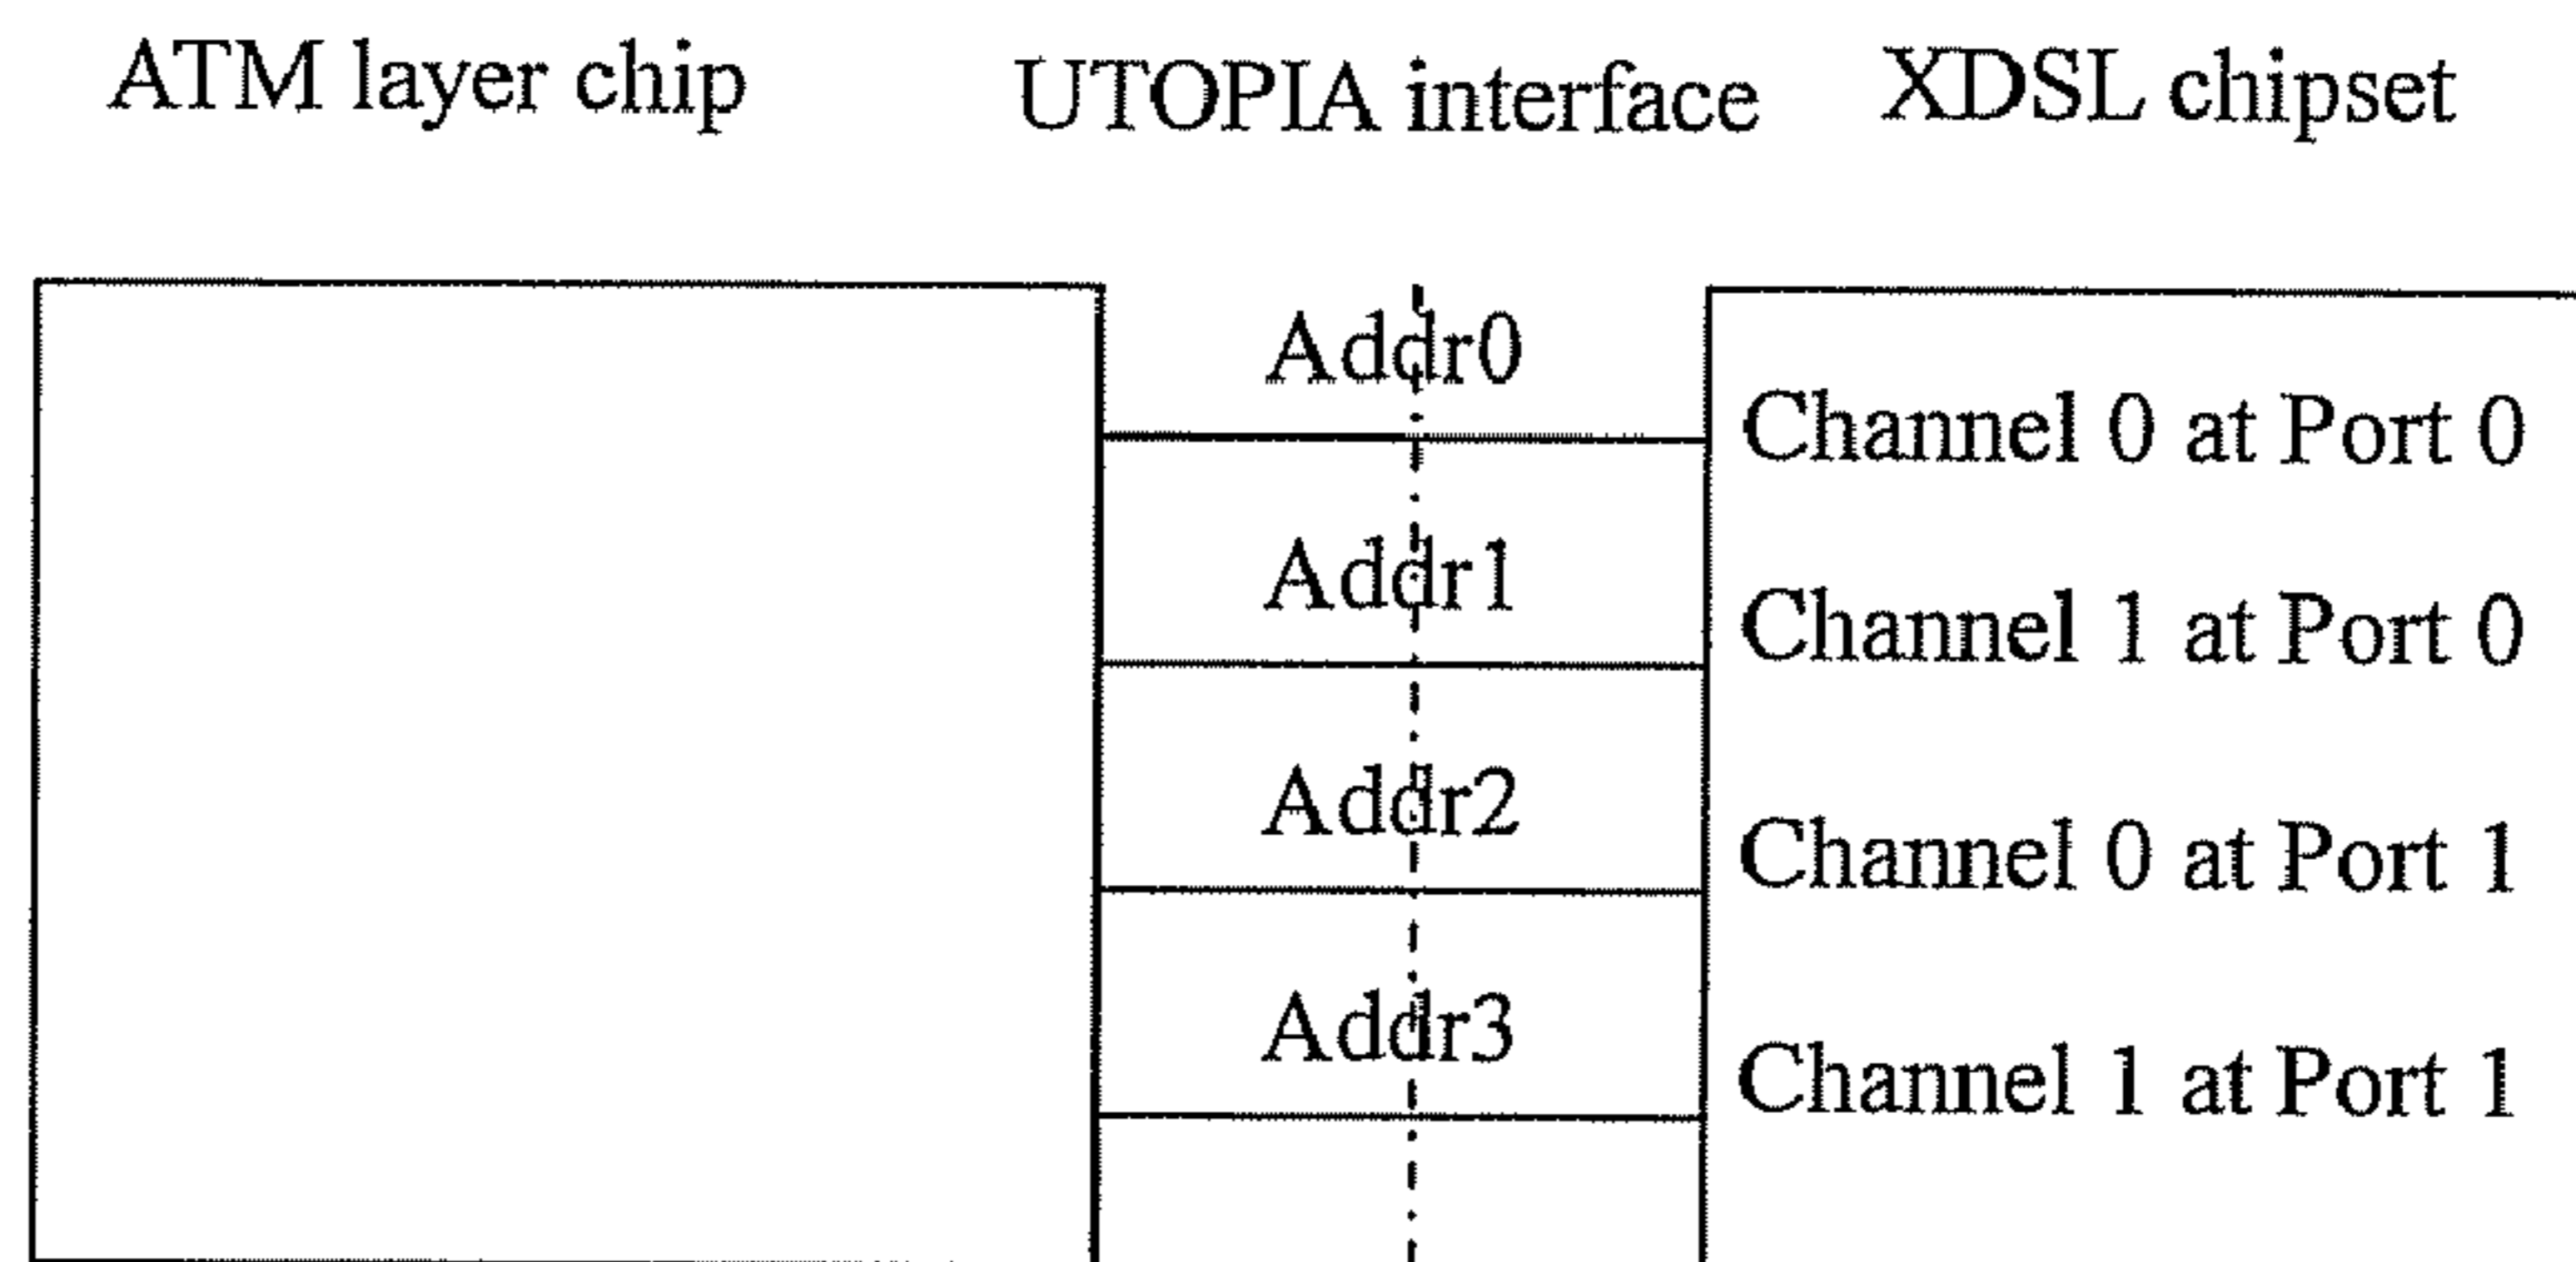 ATM layer chip
UTOPIA interface
XDSL chipset
Addr0
Channel 0 at Port 0
Addr1
Channel 1 at Port 0
Addr2
Channel 0 at Port 1
Addr3
Channel 1 at Port 1